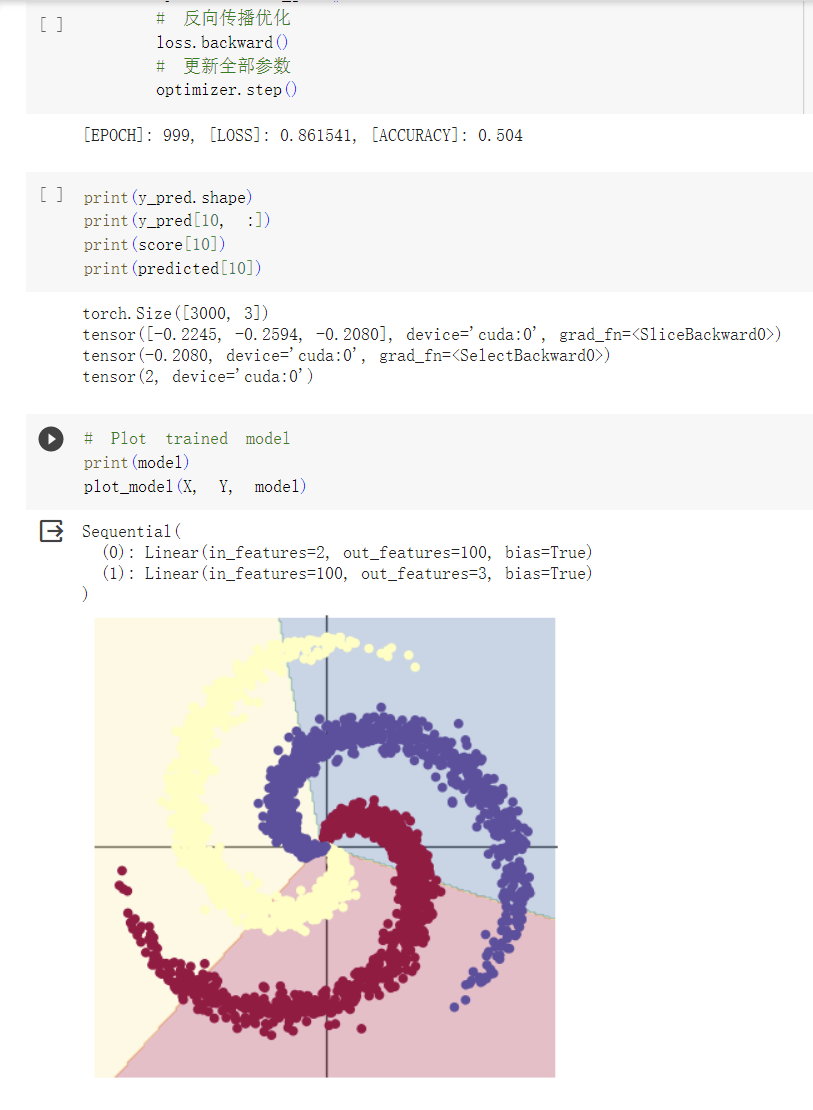 [ ]
# 反向传播优化
loss.backward()
# 更新全部参数
optimizer.step()
[EPOCH]: 999, [LOSS]: 0.861541, [ACCURACY]: 0.504
[ ]
print(y_pred.shape)
print(y_pred[10, :])
print(score[10])
print(predicted[10])
torch.Size([3000, 3])
tensor([-0.2245, -0.2594, -0.2080], device='cuda:0', grad_fn=<SliceBackward0>)
tensor(-0.2080, device='cuda:0', grad_fn=<SelectBackward0>)
tensor(2, device='cuda:0')
# Plot trained model
print(model)
plot_model(X, Y, model)
Sequential(
(0): Linear(in_features=2, out_features=100, bias=True)
(1): Linear(in_features=100, out_features=3, bias=True)
)